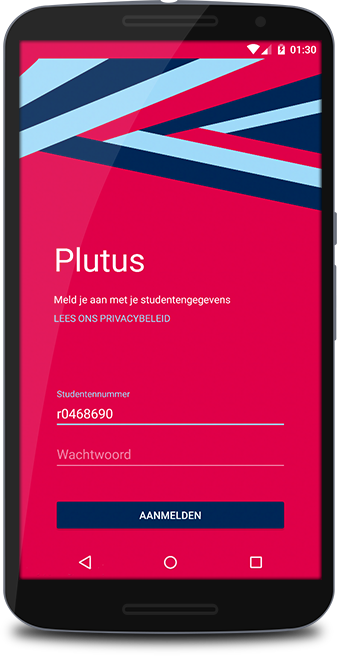 01:30
Plutus
Meld je aan met je studentengegevens
LEES ONS PRIVACYBELEID
Studentennummer
r0468690
Wachtwoord
AANMELDEN